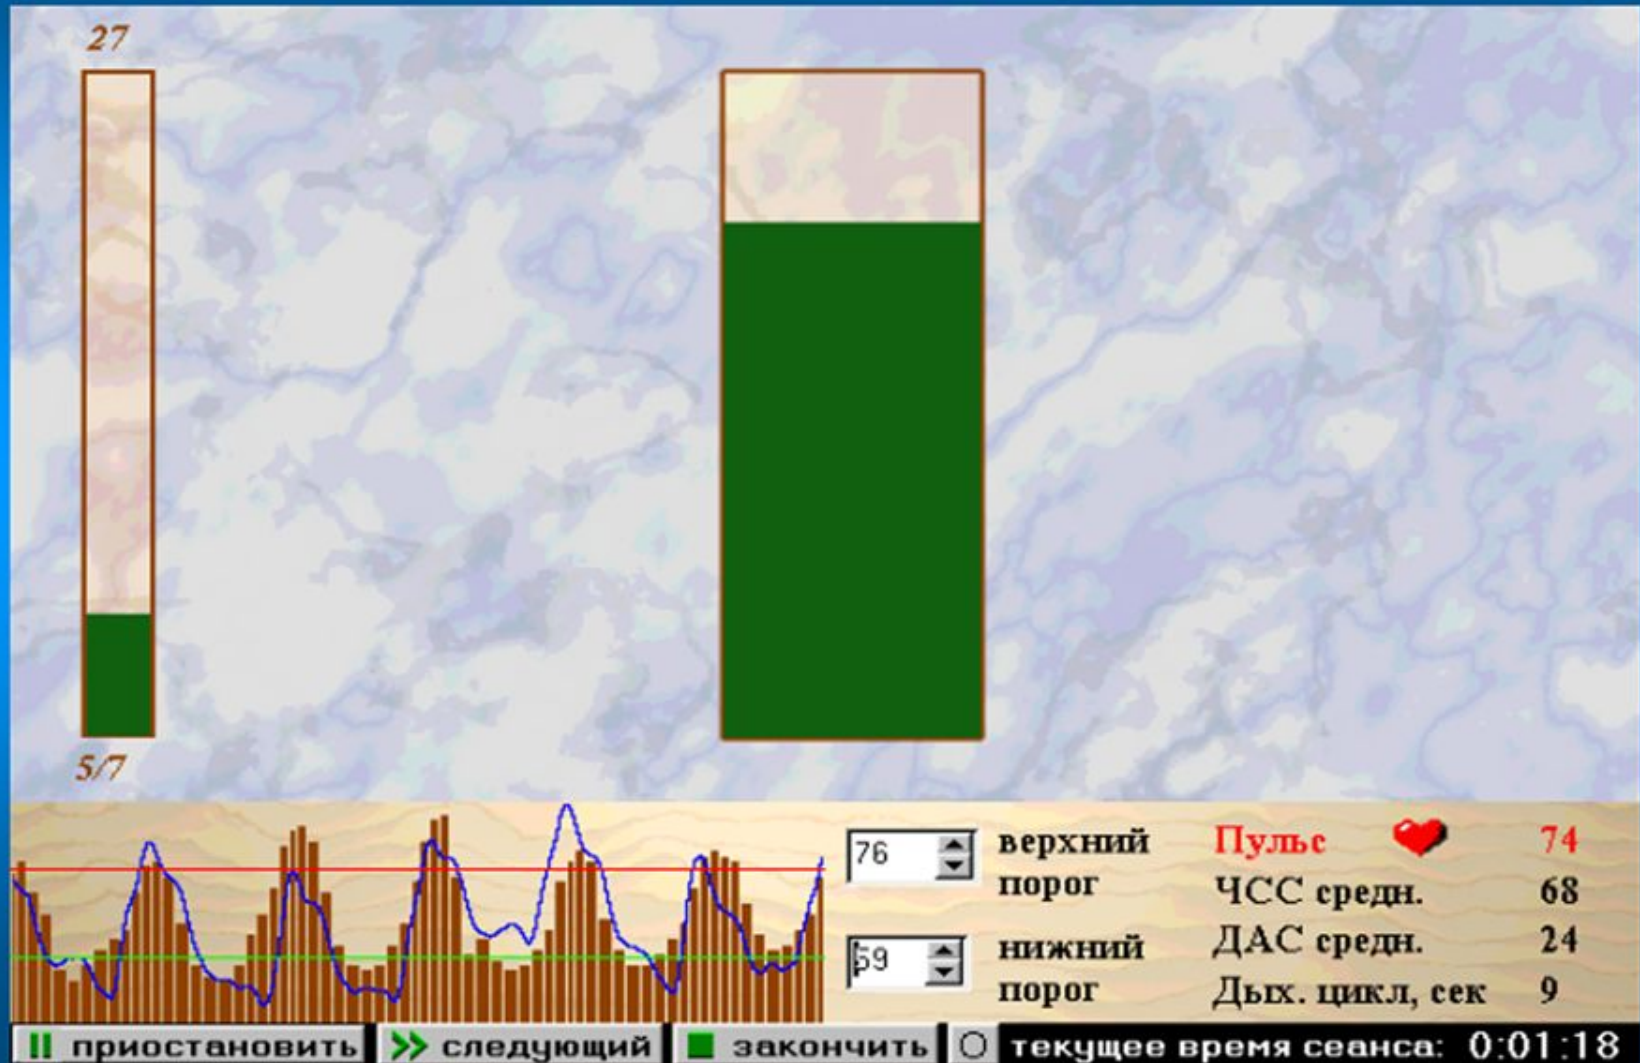 27
5/7
76
верхний
порог
59
нижний
порог
Пульс 74
ЧСС средн. 68
ДАС средн. 24
Дых. цикл, сек 9
приостановить
следующий
закончить
текущее время сеанса: 0:01:18